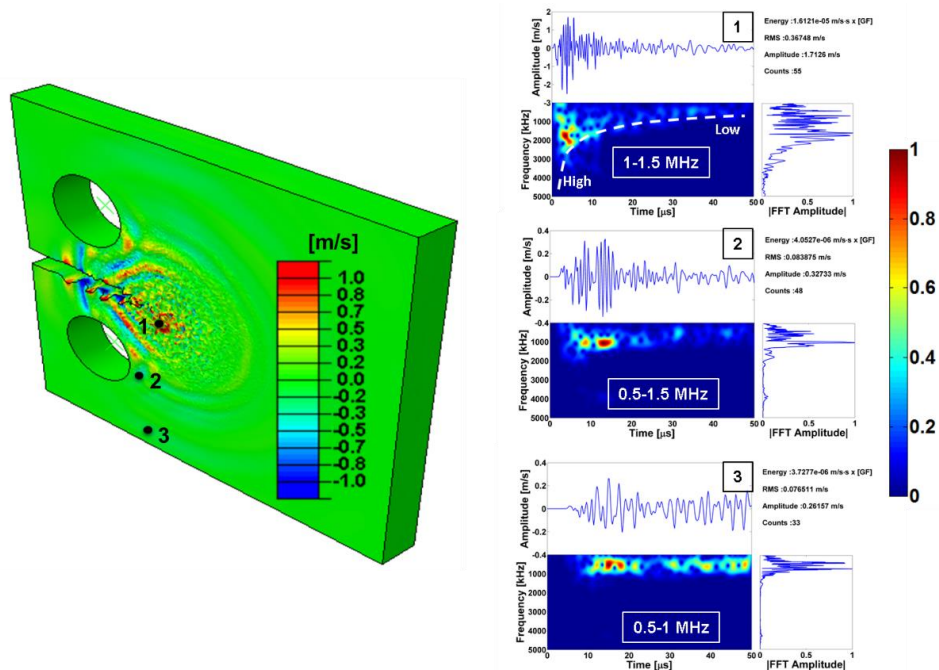 [m/s]
1.0
0.8
0.7
0.5
0.3
0.2
0.0
-0.2
-0.3
-0.5
-0.7
-0.8
-1.0
1
2
3
1
Energy :1.6121e-05 m/s·s x [GF]
RMS :0.36748 m/s
Amplitude :1.7126 m/s
Counts :55
Amplitude [m/s]
2
1
0
-1
-2
-3
Frequency [kHz]
1000
2000
3000
4000
5000
High
Low
1-1.5 MHz
0 10 20 30 40 50
Time [µs]
0 0.5 1
|FFT Amplitude|
2
Energy :4.0527e-06 m/s·s x [GF]
RMS :0.083875 m/s
Amplitude :0.32733 m/s
Counts :48
Amplitude [m/s]
0.4
0.2
0
-0.2
-0.4
Frequency [kHz]
1000
2000
3000
4000
5000
0.5-1.5 MHz
0 10 20 30 40 50
Time [µs]
0 0.5 1
|FFT Amplitude|
3
Energy :3.7277e-06 m/s·s x [GF]
RMS :0.076511 m/s
Amplitude :0.26157 m/s
Counts :33
Amplitude [m/s]
0.4
0.2
0
-0.2
-0.4
Frequency [kHz]
1000
2000
3000
4000
5000
0.5-1 MHz
0 10 20 30 40 50
Time [µs]
0 0.5 1
|FFT Amplitude|
1
0.8
0.6
0.4
0.2
0